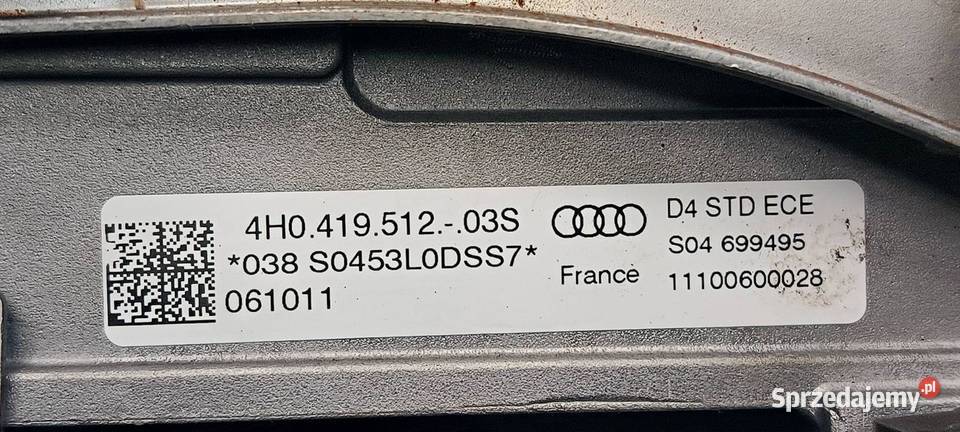 4H0.419.512.-.03S
*038 S0453L0DSS7*
061011
France
D4 STD ECE
S04 699495
11100600028
Sprzedajemy.pl